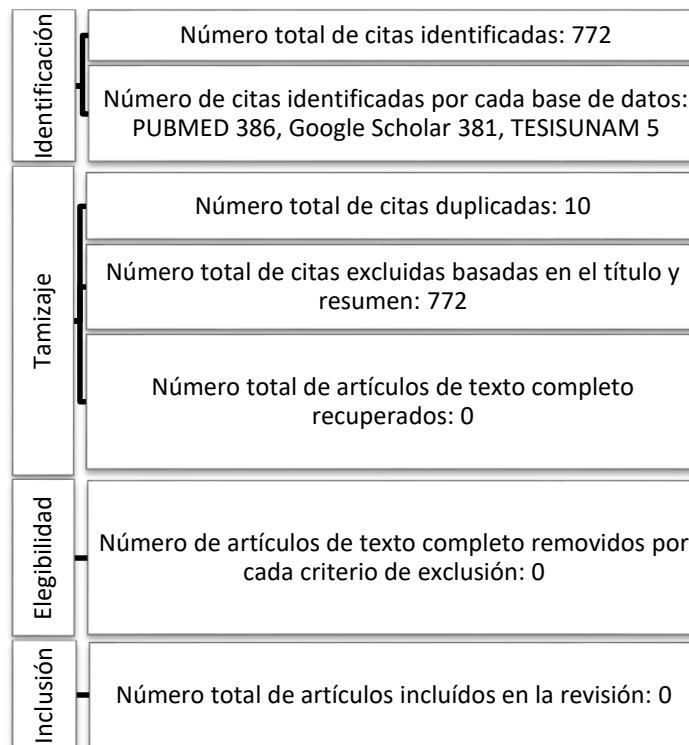 Identificación
Número total de citas identificadas: 772
Número de citas identificadas por cada base de datos:
PUBMED 386, Google Scholar 381, TESISUNAM 5
Tamizaje
Número total de citas duplicadas: 10
Número total de citas excluidas basadas en el título y
resumen: 772
Número total de artículos de texto completo
recuperados: 0
Elegibilidad
Número de artículos de texto completo removidos por
cada criterio de exclusión: 0
Inclusión
Número total de artículos incluídos en la revisión: 0